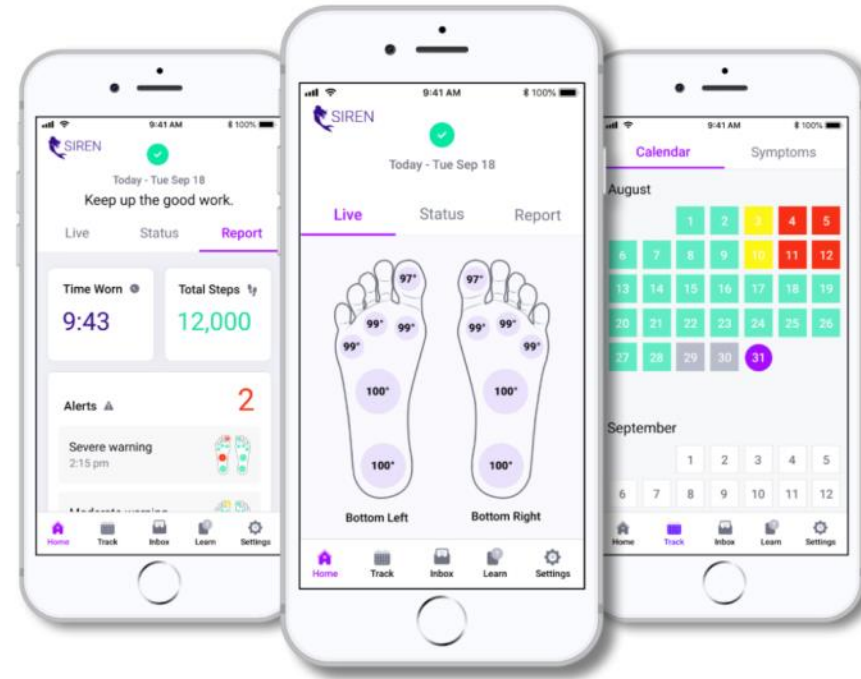 9:41 AM 100%
SIREN
Today - Tue Sep 18
Keep up the good work.
Live Status Report
Time Worn Total Steps
9:43 12,000
Alerts 2
Severe warning
2:15 pm
Moderate warning
Home Track Inbox Learn Settings
9:41 AM 100%
SIREN
Today - Tue Sep 18
Live Status Report
97° 97°
99° 99° 99° 99°
99° 99°
100° 100°
100° 100°
Bottom Left Bottom Right
Home Track Inbox Learn Settings
9:41 AM 100%
Calendar Symptoms
August
1 2 3 4 5
6 7 8 9 10 11 12
13 14 15 16 17 18 19
20 21 22 23 24 25 26
27 28 29 30 31
September
1 2 3 4 5
6 7 8 9 10 11 12
Home Track Inbox Learn Settings